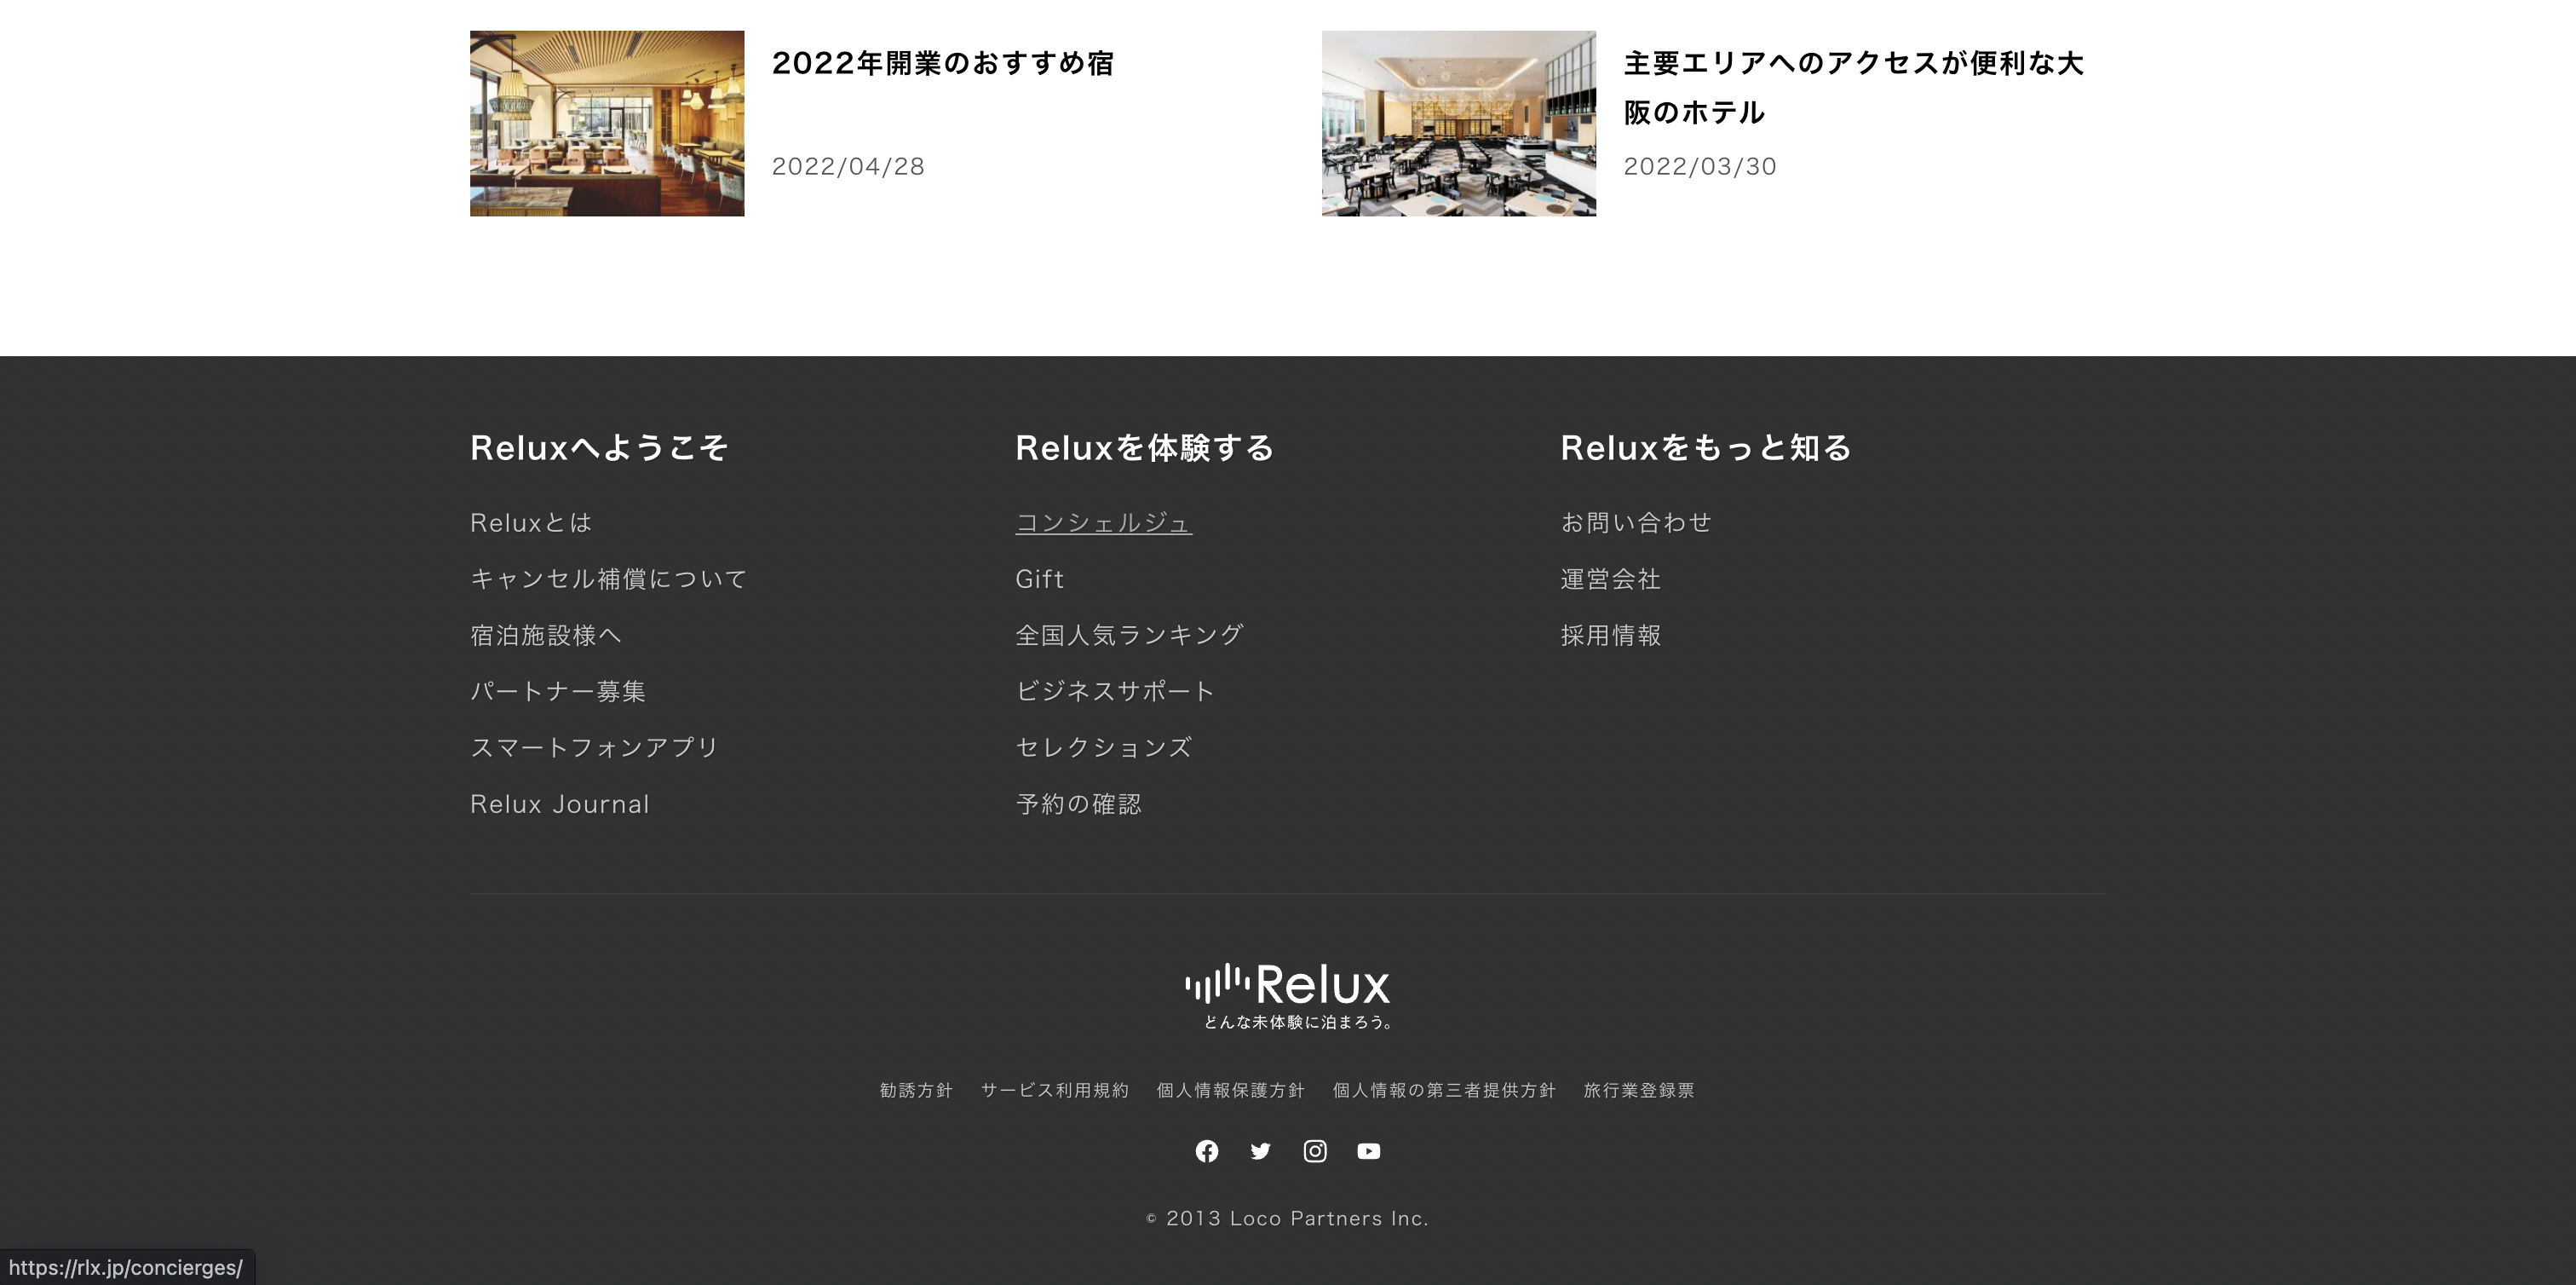 2022年開業のおすすめ宿
2022/04/28
主要エリアへのアクセスが便利な大
阪のホテル
2022/03/30
Reluxへようこそ
Reluxとは
キャンセル補償について
宿泊施設様へ
パートナー募集
スマートフォンアプリ
Relux Journal
Reluxを体験する
コンシェルジュ
Gift
全国人気ランキング
ビジネスサポート
セレクションズ
予約の確認
Reluxをもっと知る
お問い合わせ
運営会社
採用情報
Relux
どんな未体験に泊まろう。
勧誘方針 サービス利用規約 個人情報保護方針 個人情報の第三者提供方針 旅行業登録票
© 2013 Loco Partners Inc.
https://rlx.jp/concierges/